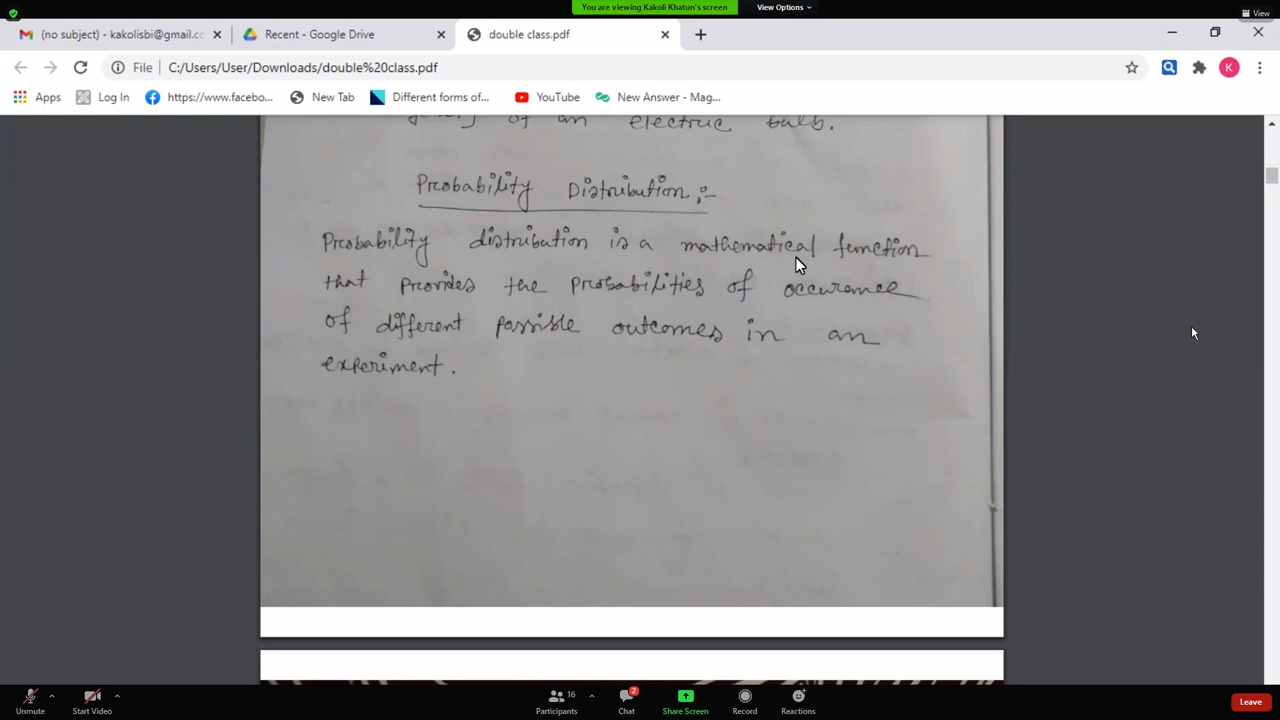 You are viewing Kakoli Khatun's screen
View Options
View
(no subject) - kakolisbi@gmail.co
Recent - Google Drive
double class.pdf
File
C:/Users/User/Downloads/double%20class.pdf
K
Apps
Log In
https://www.facebo...
New Tab
Different forms of...
YouTube
New Answer - Mag...
of an electric bulb.
Probability Distribution :-
Probability distribution is a mathematical function
that provides the probabilities of occurence
of different possible outcomes in an
experiment.
Unmute
Start Video
16
Participants
2
Chat
Share Screen
Record
Reactions
Leave